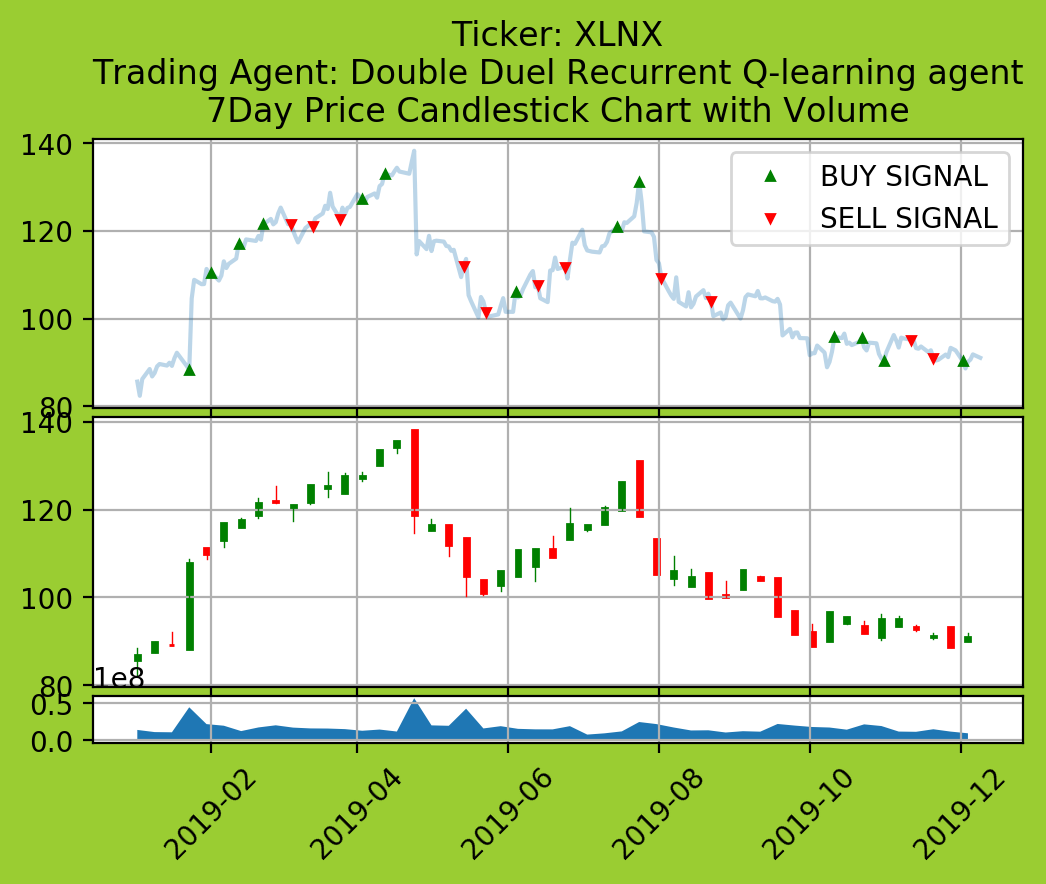 Ticker: XLNX
Trading Agent: Double Duel Recurrent Q-learning agent
7Day Price Candlestick Chart with Volume
140
120
100
80
BUY SIGNAL
SELL SIGNAL
140
120
100
80
1e8
0.5
0.0
2019-02
2019-04
2019-06
2019-08
2019-10
2019-12